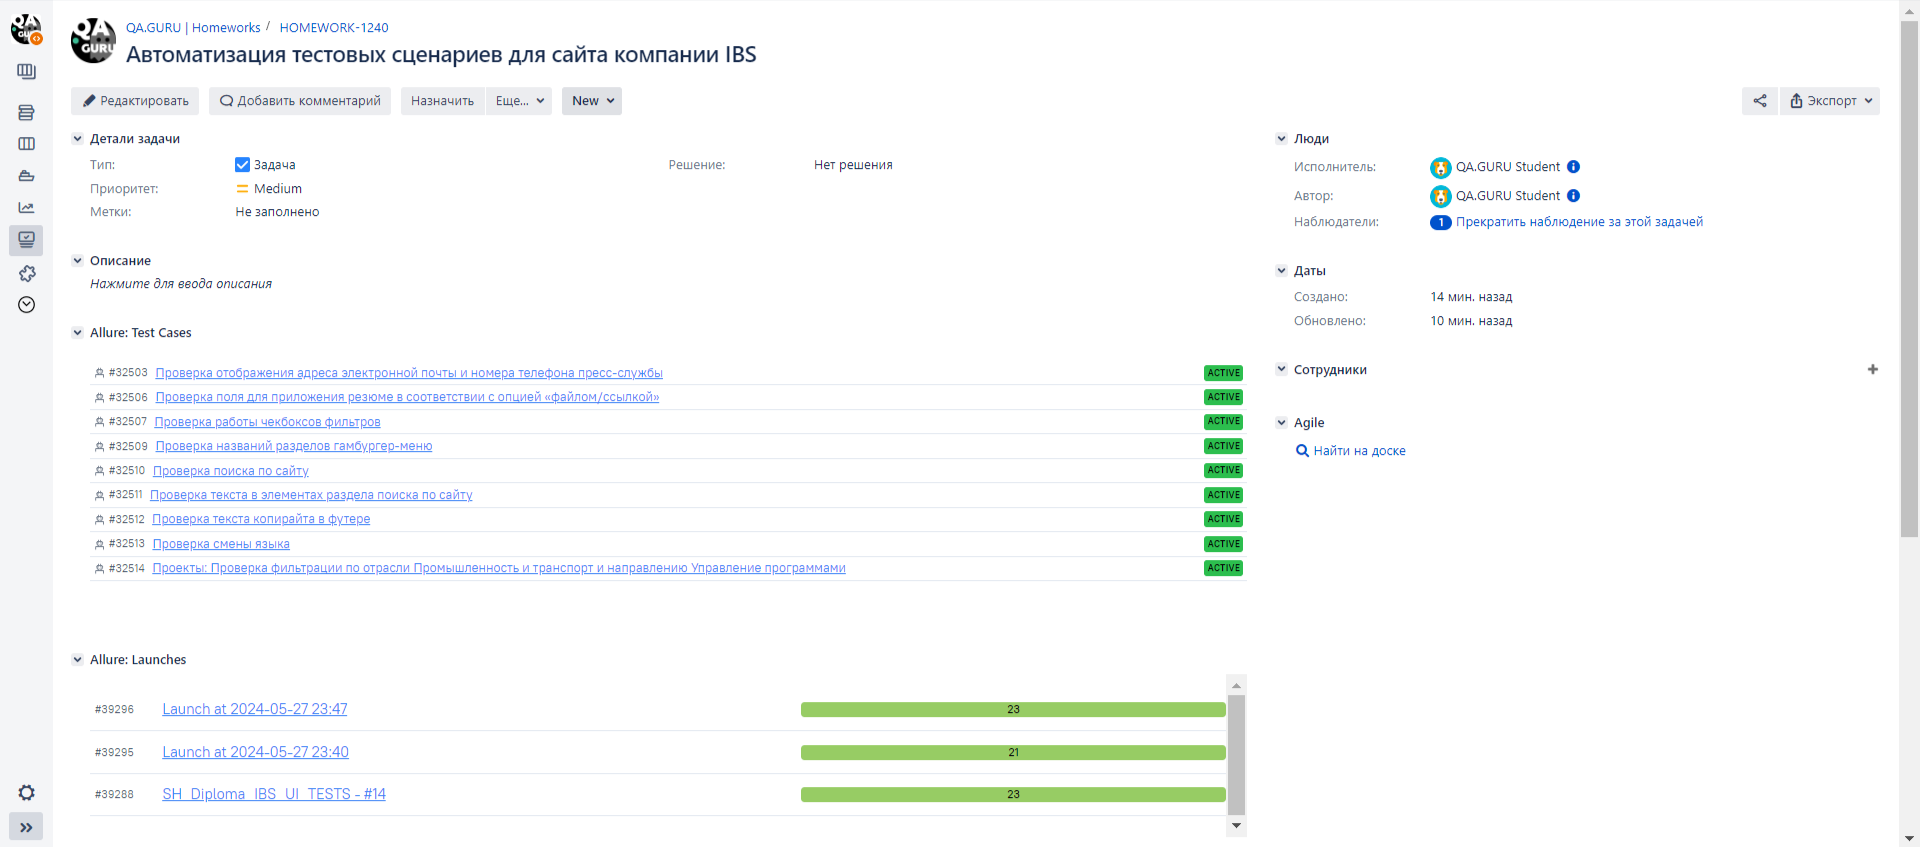 QA.GURU | Homeworks / HOMEWORK-1240
Автоматизация тестовых сценариев для сайта компании IBS
Редактировать Добавить комментарий Назначить Еще... New Экспорт
Детали задачи
Тип: Задача Решение: Нет решения
Приоритет: Medium
Метки: Не заполнено
Описание
Нажмите для ввода описания
Allure: Test Cases
#32503 Проверка отображения адреса электронной почты и номера телефона пресс-службы ACTIVE
#32506 Проверка поля для приложения резюме в соответствии с опцией «файлом/ссылкой» ACTIVE
#32507 Проверка работы чекбоксов фильтров ACTIVE
#32509 Проверка названий разделов гамбургер-меню ACTIVE
#32510 Проверка поиска по сайту ACTIVE
#32511 Проверка текста в элементах раздела поиска по сайту ACTIVE
#32512 Проверка текста копирайта в футере ACTIVE
#32513 Проверка смены языка ACTIVE
#32514 Проекты: Проверка фильтрации по отрасли Промышленность и транспорт и направлению Управление программами ACTIVE
Allure: Launches
#39296 Launch at 2024-05-27 23:47 23
#39295 Launch at 2024-05-27 23:40 21
#39288 SH_Diploma_IBS_UI_TESTS - #14 23
Люди
Исполнитель: QA.GURU Student
Автор: QA.GURU Student
Наблюдатели: 1 Прекратить наблюдение за этой задачей
Даты
Создано: 14 мин. назад
Обновлено: 10 мин. назад
Сотрудники
Agile
Найти на доске